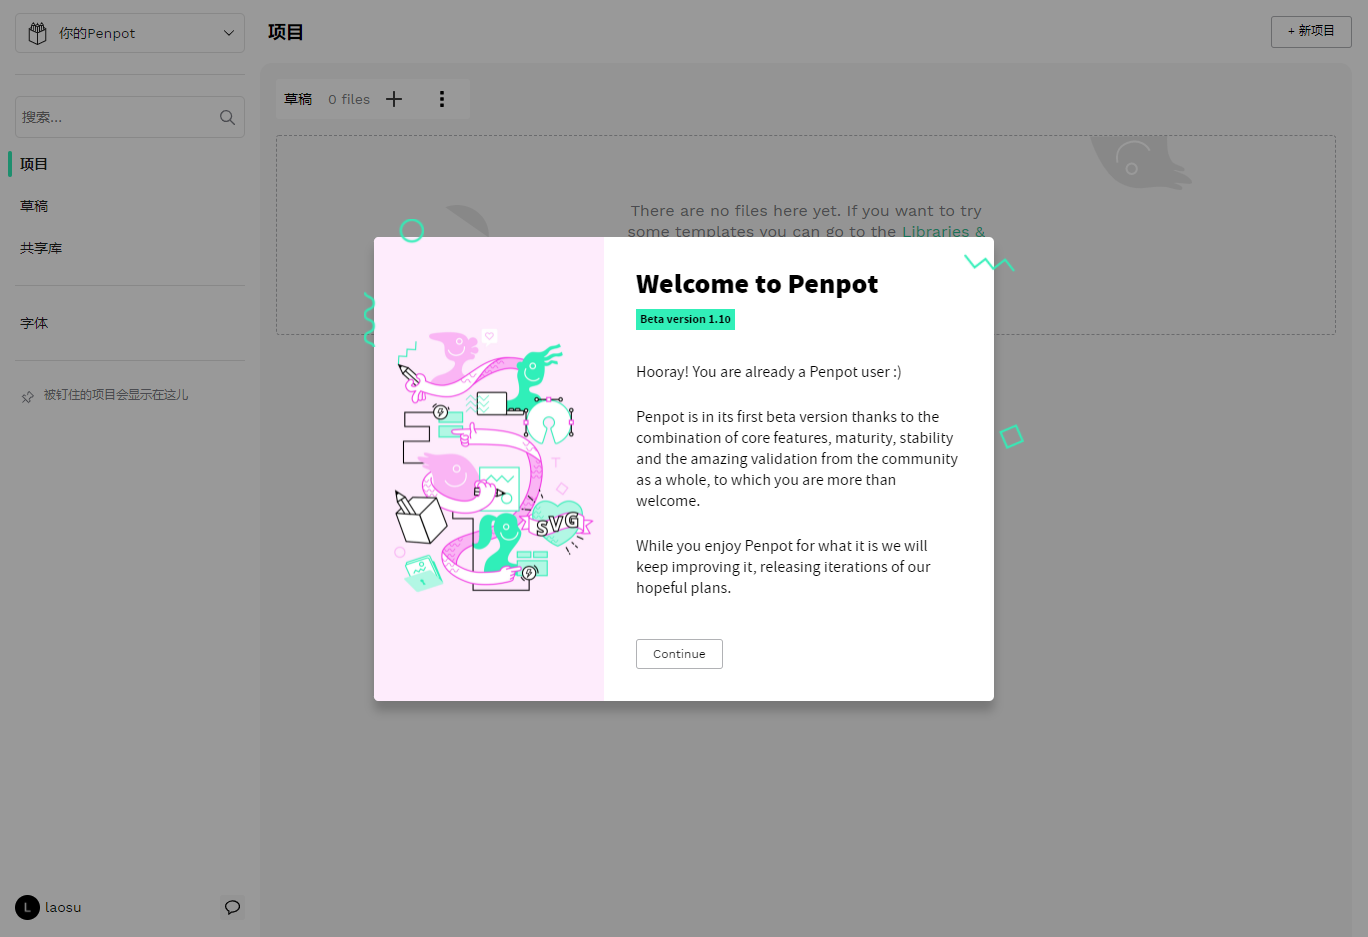 你的Penpot
项目
+ 新项目
搜索...
草稿 0 files
项目
草稿
共享库
There are no files here yet. If you want to try
some templates you can go to the Libraries &
字体
被钉住的项目会显示在这儿
Welcome to Penpot
Beta version 1.10
Hooray! You are already a Penpot user :)
Penpot is in its first beta version thanks to the
combination of core features, maturity, stability
and the amazing validation from the community
as a whole, to which you are more than
welcome.
While you enjoy Penpot for what it is we will
keep improving it, releasing iterations of our
hopeful plans.
Continue
T
SVG
L laosu